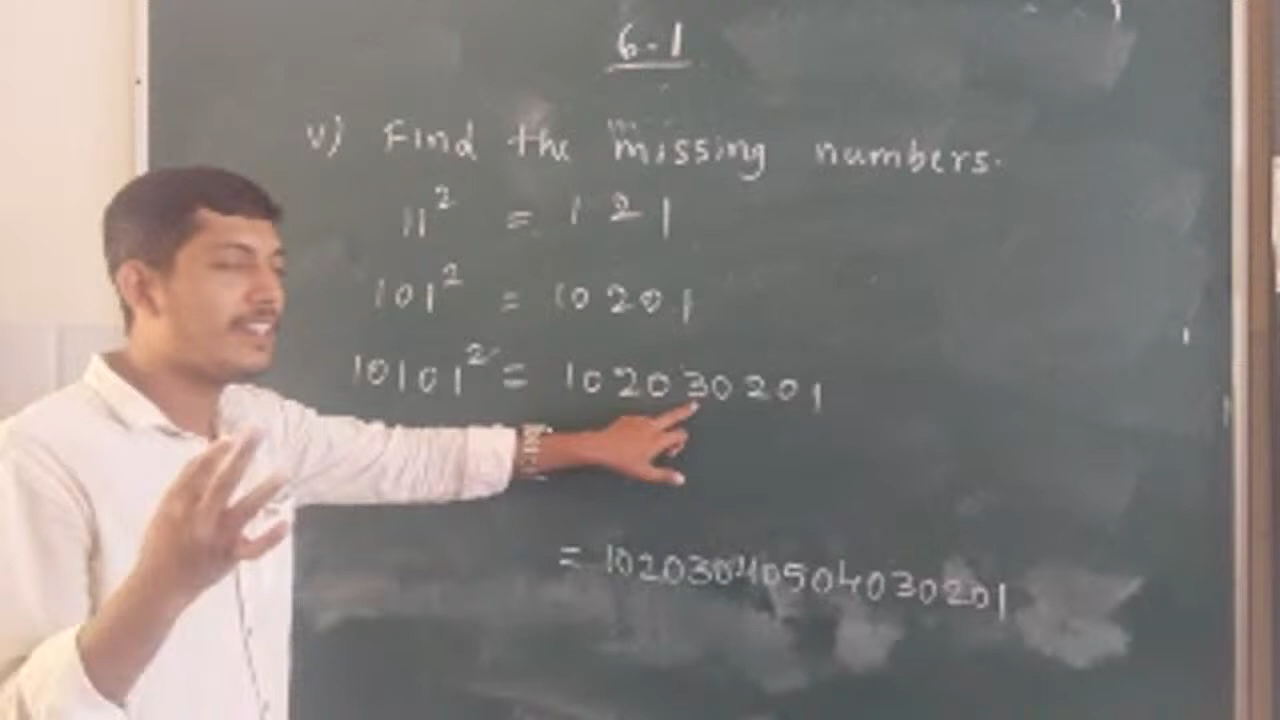 6-1
v) Find the missing numbers.
11² = 121
101² = 10201
10101² = 102030201
= 10203040504030201